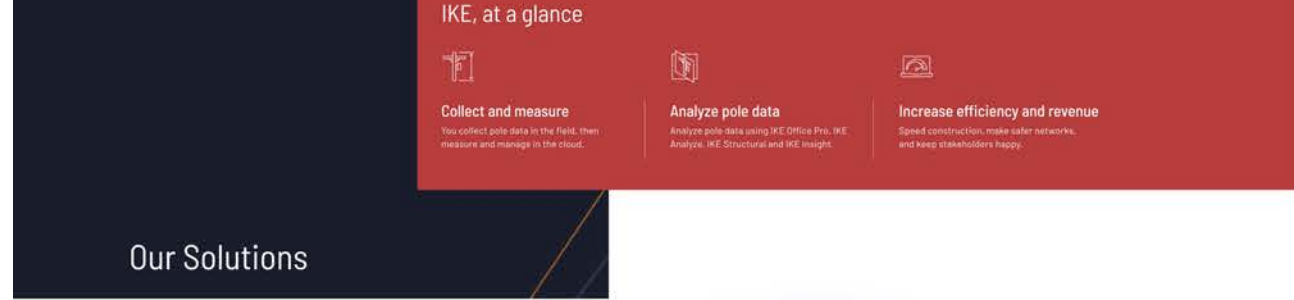 IKE, at a glance
Collect and measure
You collect pole data in the field, then
measure and manage in the cloud.
Analyze pole data
Analyze pole data using IKE Office Pro, IKE
Analyze, IKE Structural and IKE Insight.
Increase efficiency and revenue
Speed construction, make safer networks,
and keep stakeholders happy.
Our Solutions